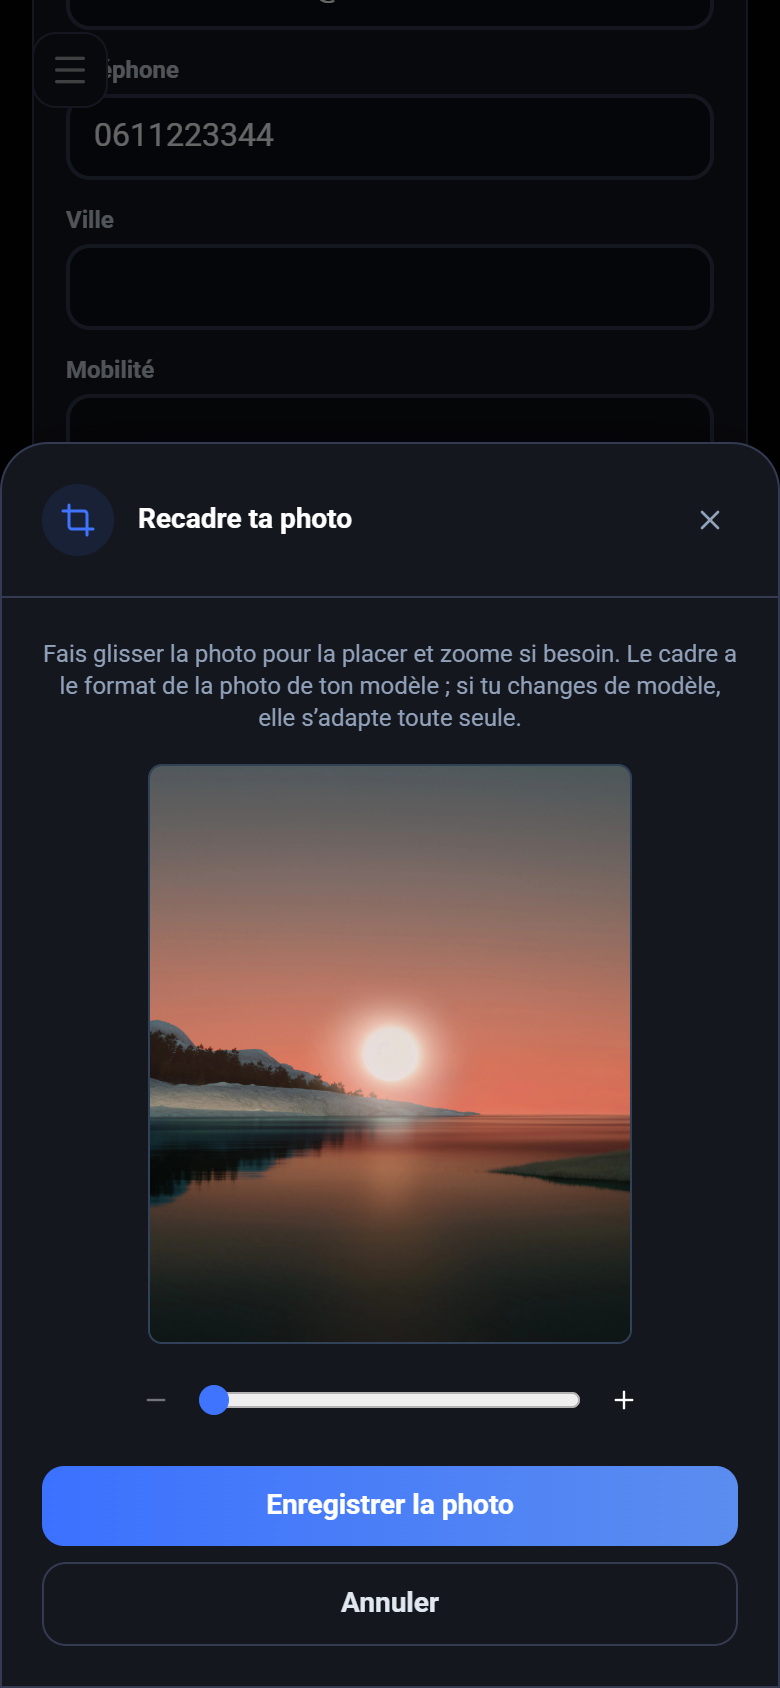 0611223344
Ville
Mobilité
Recadre ta photo
Fais glisser la photo pour la placer et zoome si besoin. Le cadre a
le format de la photo de ton modèle ; si tu changes de modèle,
elle s’adapte toute seule.
Enregistrer la photo
Annuler